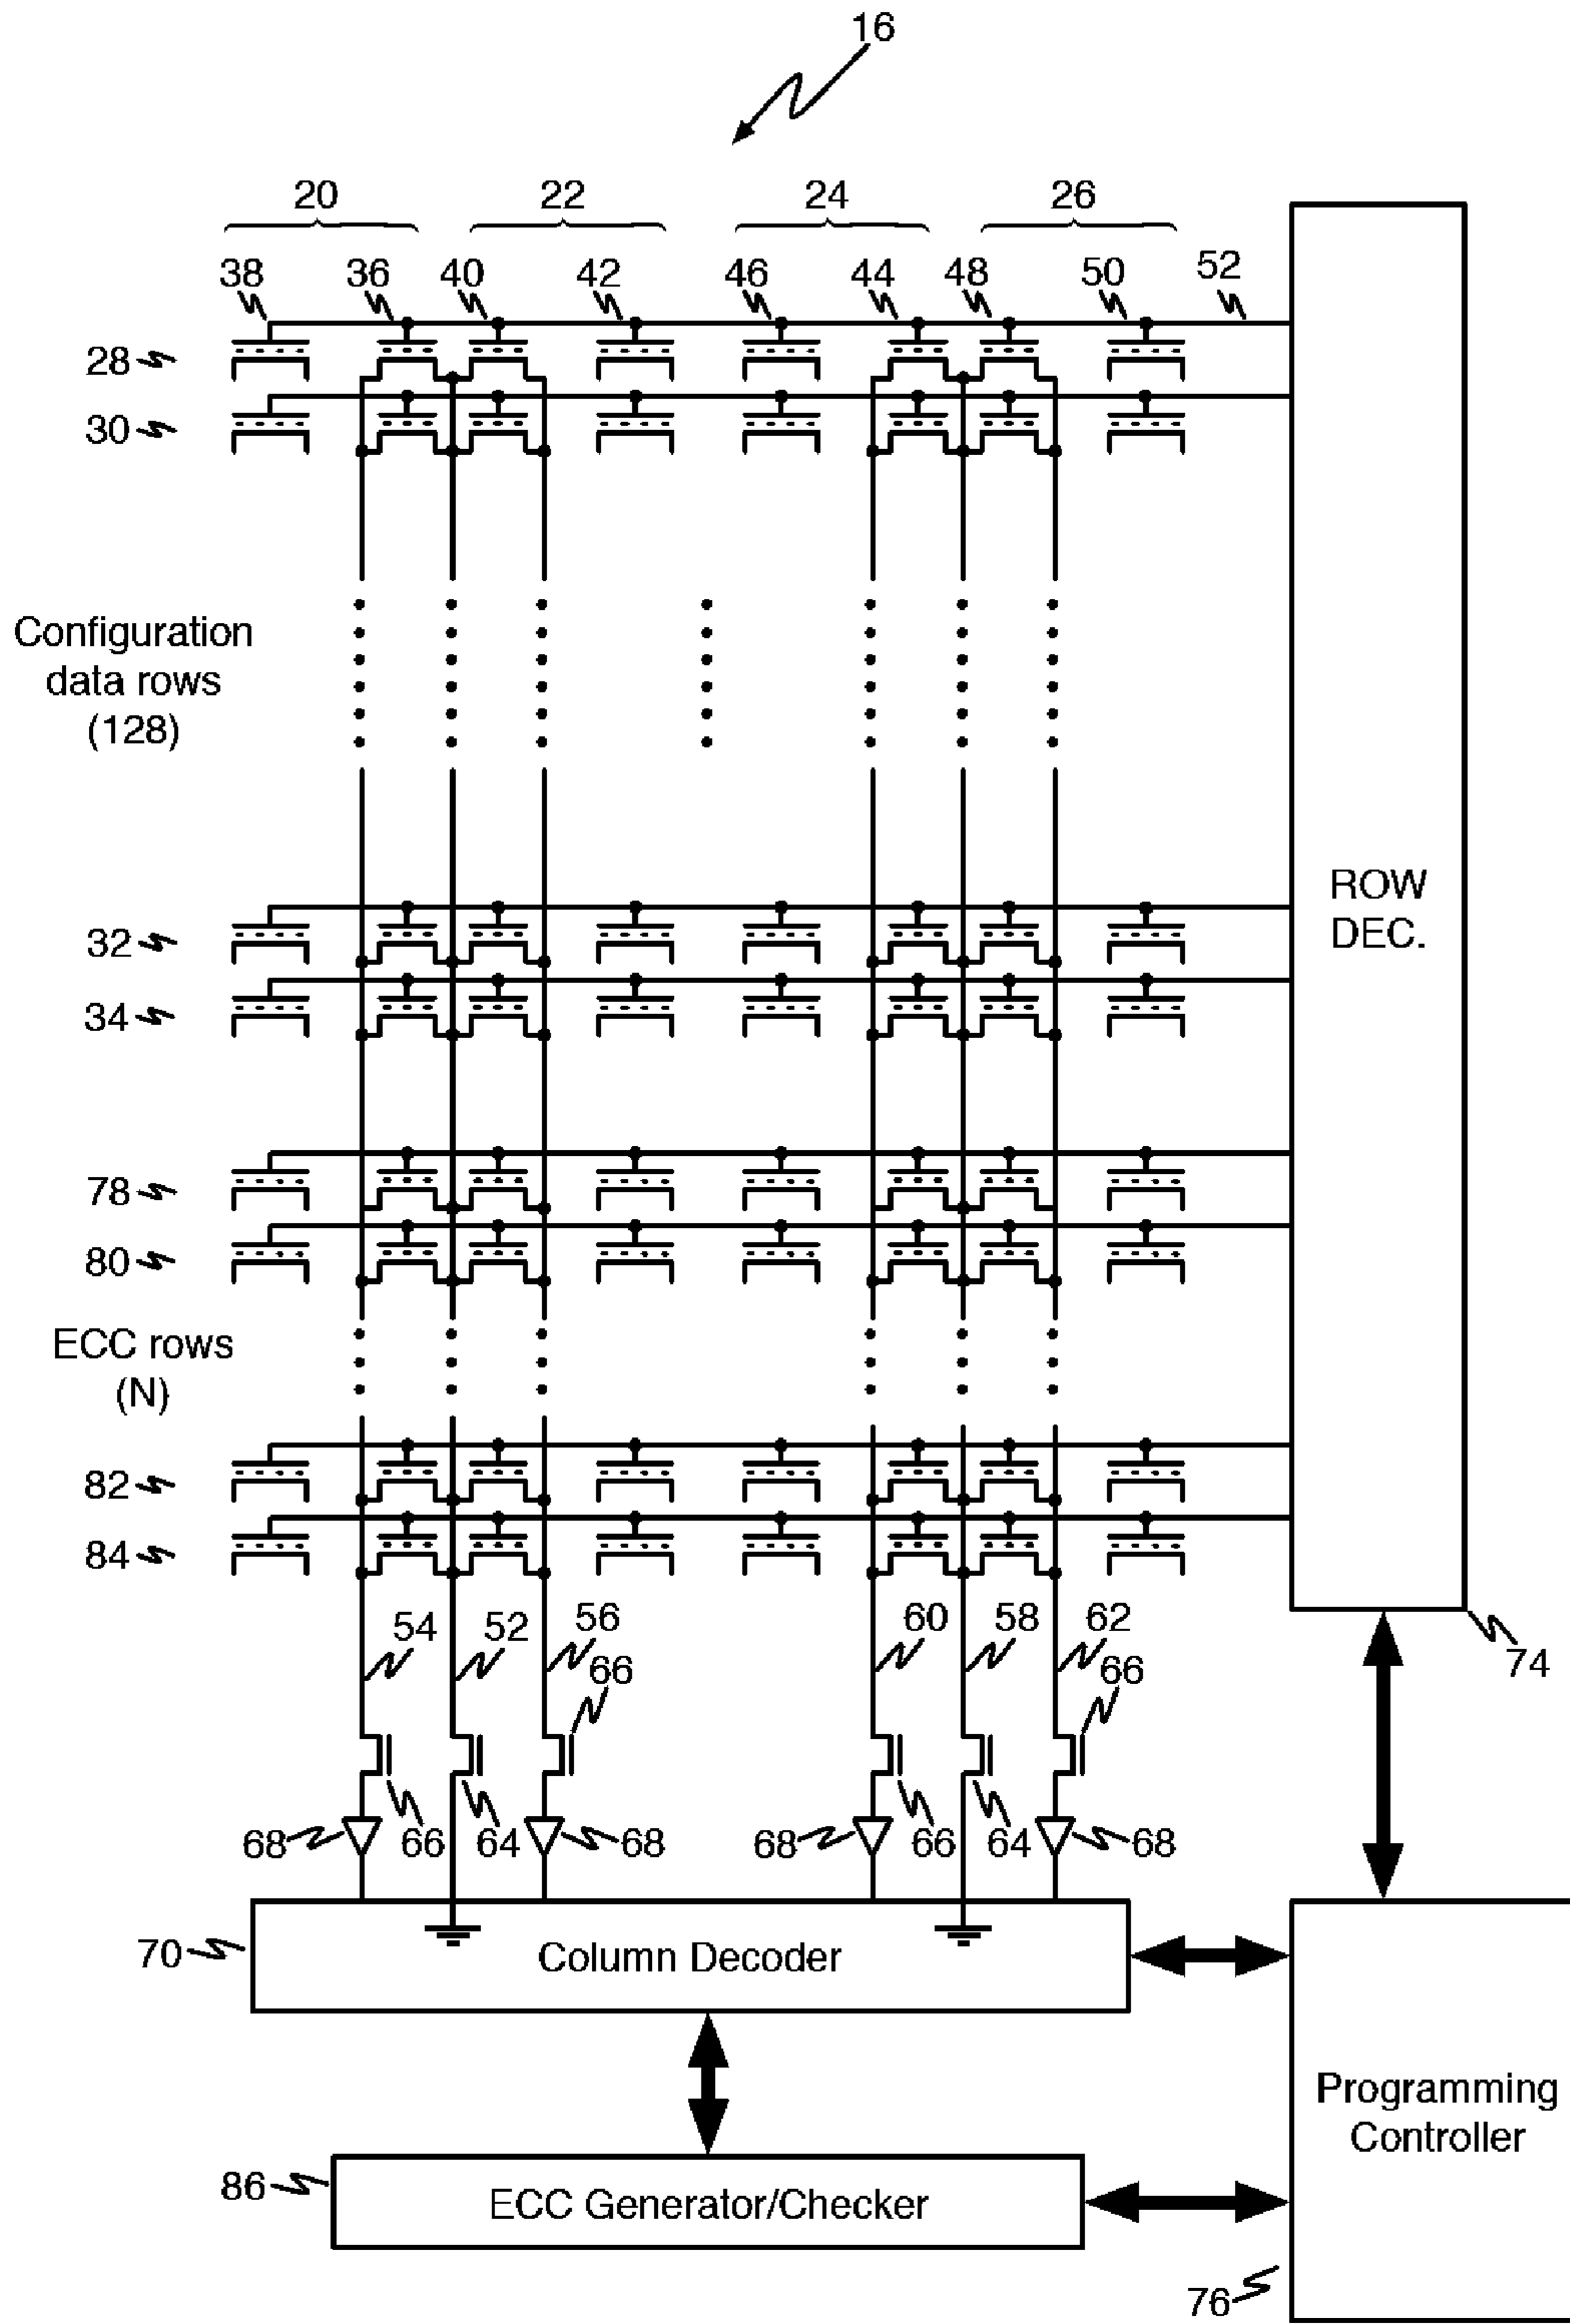 16
20 22 24 26
38 36 40 42 46 44 48 50 52
28
30
Configuration
data rows
(128)
ROW
DEC.
32
34
78
80
ECC rows
(N)
82
84
54 52 56 60 58 62
66 66
74
68 66 64 68 68 66 64 68
70 Column Decoder
Programming
Controller
86 ECC Generator/Checker
76